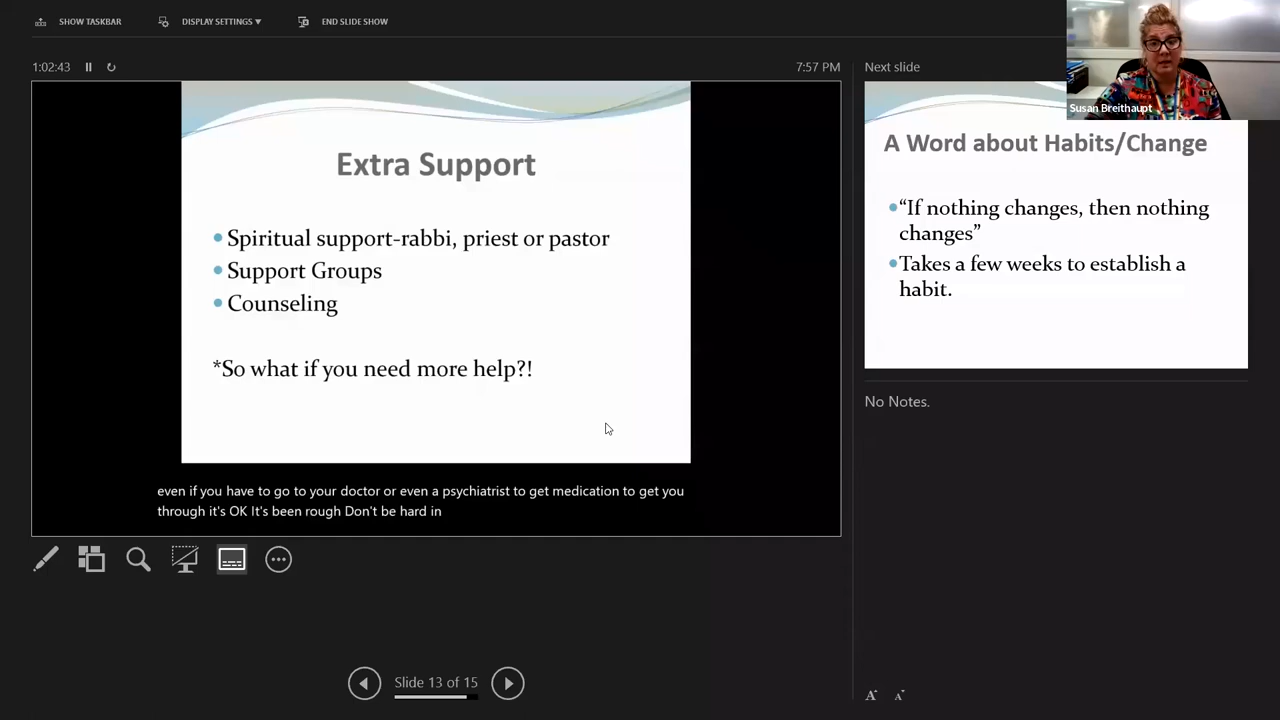 SHOW TASKBAR
DISPLAY SETTINGS ▼
END SLIDE SHOW
1:02:43
7:57 PM
Extra Support
•Spiritual support-rabbi, priest or pastor
•Support Groups
•Counseling
*So what if you need more help?!
even if you have to go to your doctor or even a psychiatrist to get medication to get you
through it's OK It's been rough Don't be hard in
Slide 13 of 15
Next slide
Susan Breithaupt
A Word about Habits/Change
•“If nothing changes, then nothing
changes”
•Takes a few weeks to establish a
habit.
No Notes.
A
A